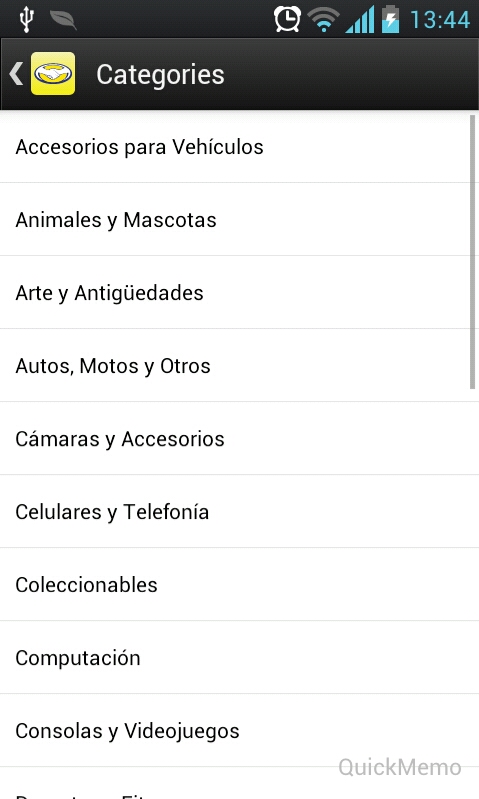 13:44
Categories
Accesorios para Vehículos
Animales y Mascotas
Arte y Antigüedades
Autos, Motos y Otros
Cámaras y Accesorios
Celulares y Telefonía
Coleccionables
Computación
Consolas y Videojuegos
QuickMemo